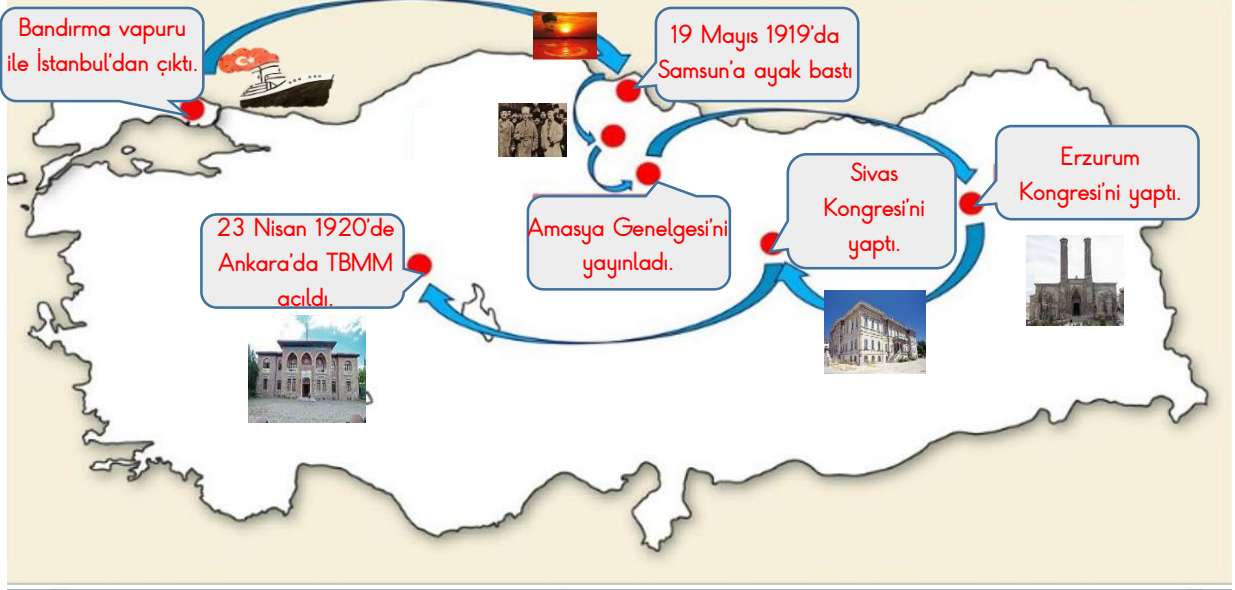 Bandırma vapuru
ile İstanbul'dan çıktı.
19 Mayıs 1919'da
Samsun'a ayak bastı
Amasya Genelgesi'ni
yayınladı.
Erzurum
Kongresi'ni yaptı.
Sivas
Kongresi'ni
yaptı.
23 Nisan 1920'de
Ankara'da TBMM
açıldı.